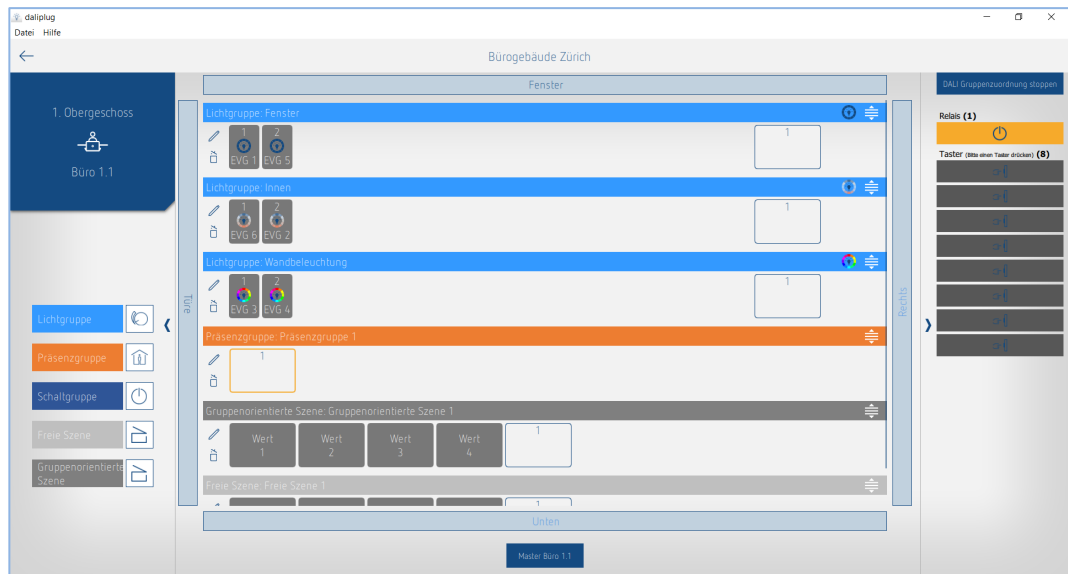 daliplug
Datei Hilfe
Bürogebäude Zürich
1. Obergeschoss
Büro 1.1
Lichtgruppe
Präsenzgruppe
Schaltgruppe
Freie Szene
Gruppenorientierte
Szene
Türe
Fenster
Lichtgruppe: Fenster
1 2 1
EVG 1 EVG 5
Lichtgruppe: Innen
1 2 1
EVG 6 EVG 2
Lichtgruppe: Wandbeleuchtung
1 2 1
EVG 3 EVG 4
Präsenzgruppe: Präsenzgruppe 1
1
Gruppenorientierte Szene: Gruppenorientierte Szene 1
Wert Wert Wert Wert 1
1 2 3 4
Freie Szene: Freie Szene 1
1
Unten
Master Büro 1.1
Rechts
DALI Gruppenzuordnung stoppen
Relais (1)
Taster (Bitte einen Taster drücken) (8)